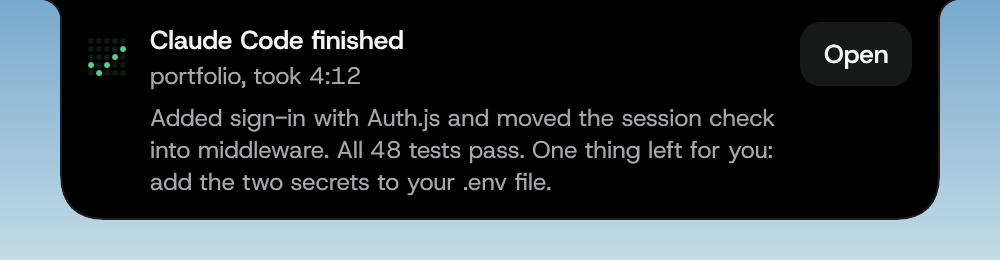 Claude Code finished
Open
portfolio, took 4:12
Added sign-in with Auth.js and moved the session check
into middleware. All 48 tests pass. One thing left for you:
add the two secrets to your .env file.